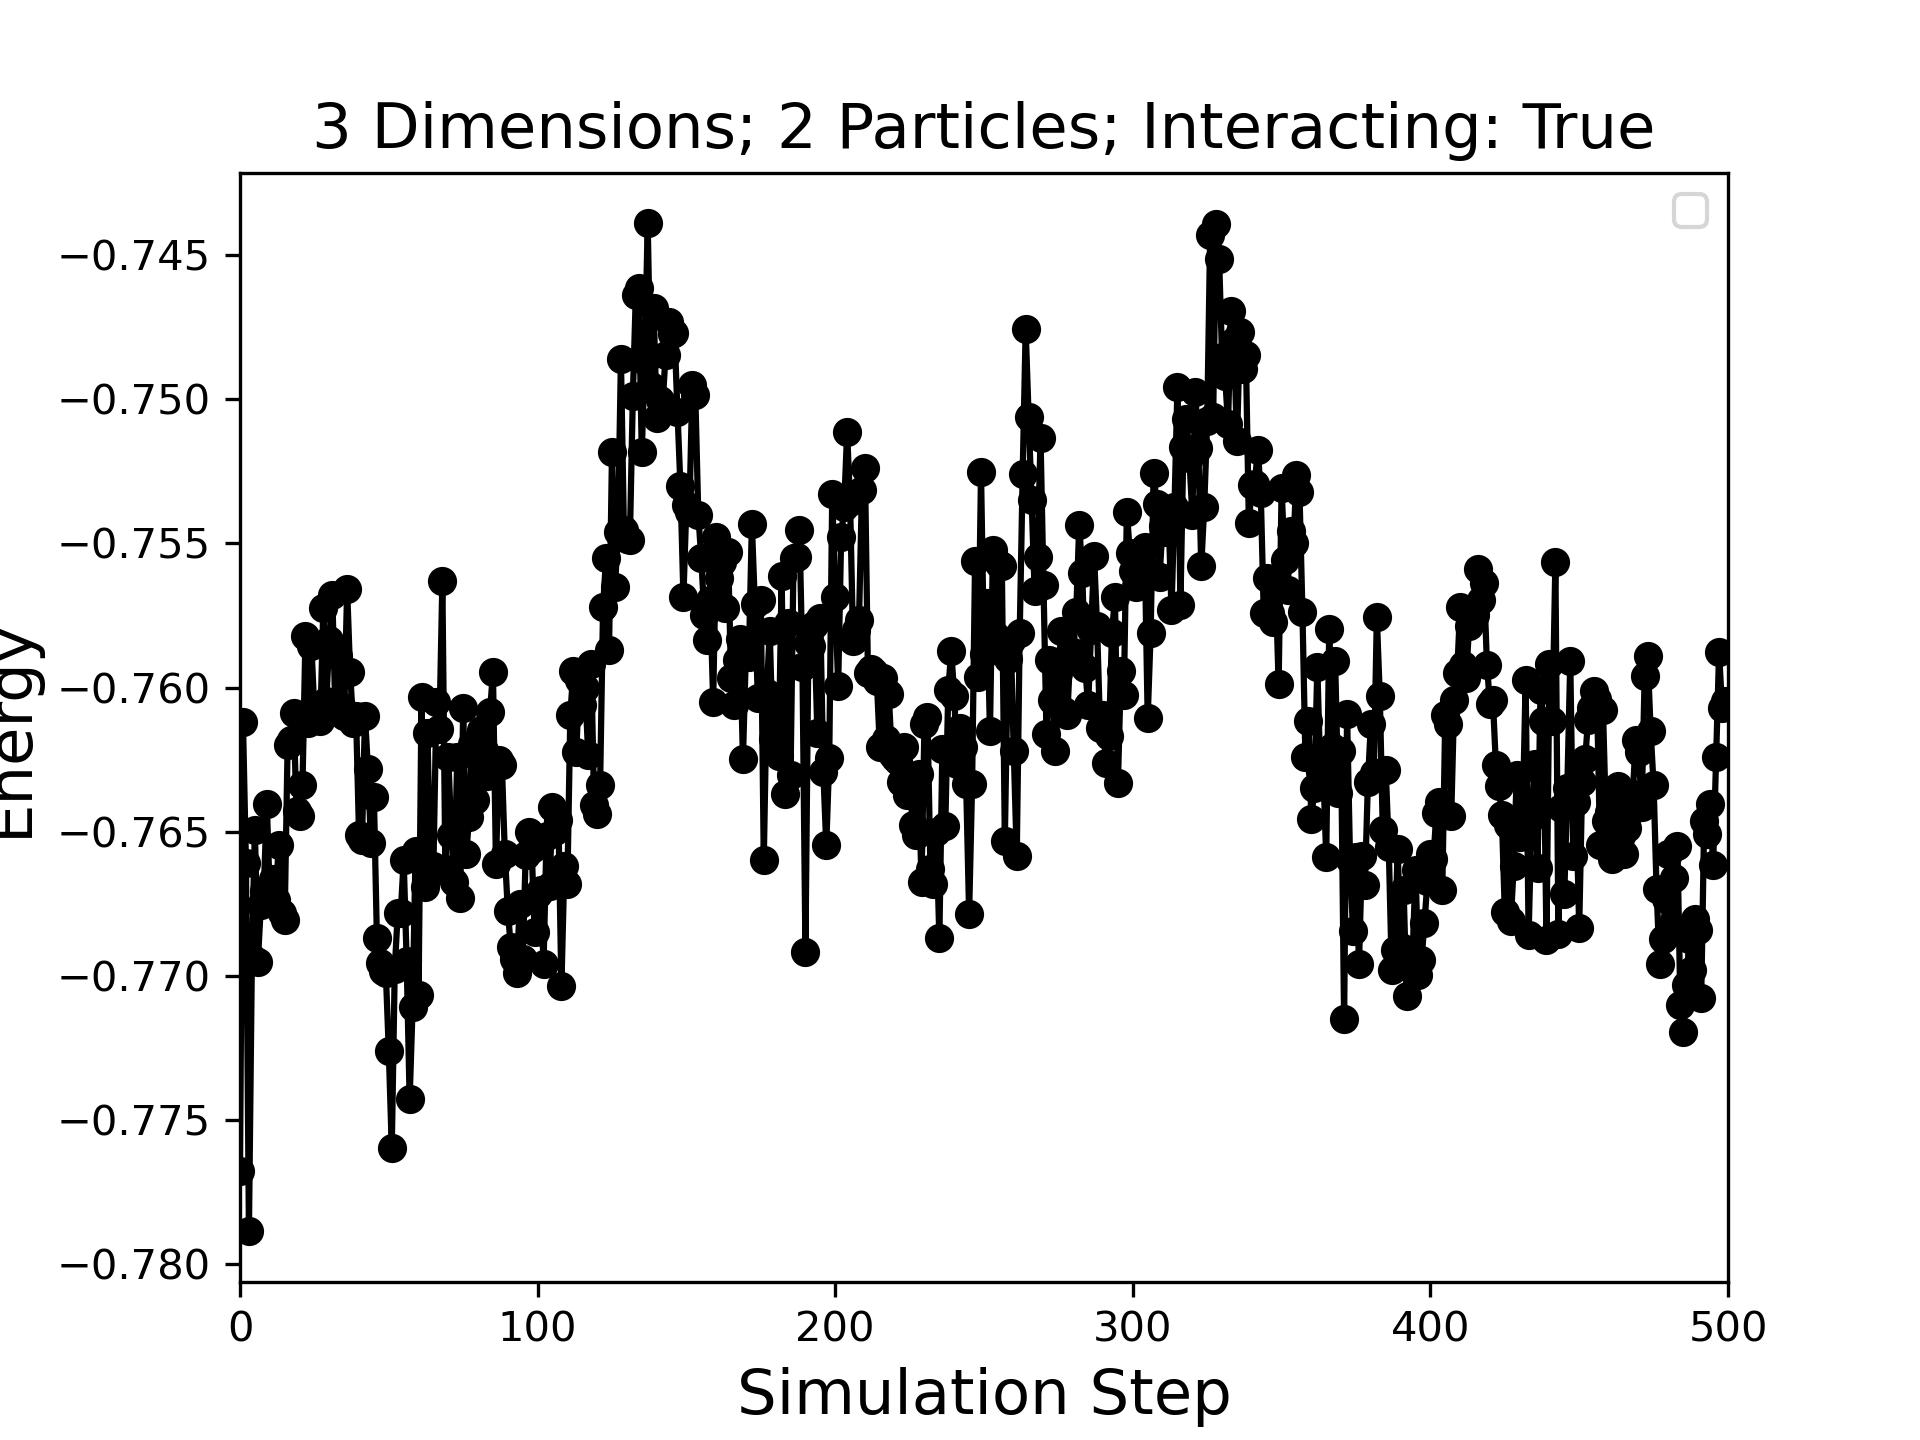 3 Dimensions; 2 Particles; Interacting: True
Energy
−0.745
−0.750
−0.755
−0.760
−0.765
−0.770
−0.775
−0.780
0 100 200 300 400 500
Simulation Step